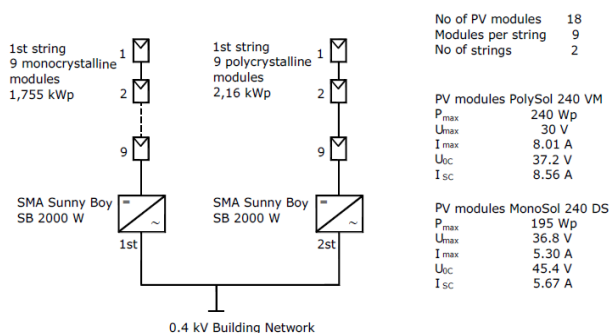 1st string
9 monocrystalline
modules
1,755 kWp
1
2
9
SMA Sunny Boy
SB 2000 W
=
~
1st
1st string
9 polycrystalline
modules
2,16 kWp
1
2
9
SMA Sunny Boy
SB 2000 W
=
~
2st
0.4 kV Building Network
No of PV modules 18
Modules per string 9
No of strings 2
PV modules PolySol 240 VM
Pmax 240 Wp
Umax 30 V
Imax 8.01 A
U0C 37.2 V
ISC 8.56 A
PV modules MonoSol 240 DS
Pmax 195 Wp
Umax 36.8 V
Imax 5.30 A
U0C 45.4 V
ISC 5.67 A